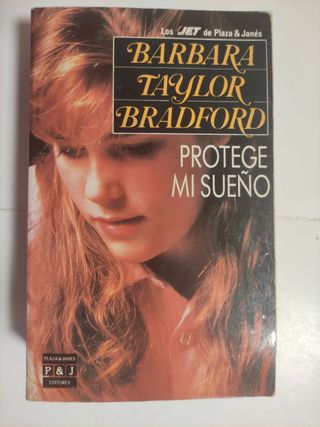 Los JET de Plaza & Janés
BARBARA
TAYLOR
BRADFORD
PROTEGE
MI SUEÑO
PLAZA & JANES
P & J
EDITORES